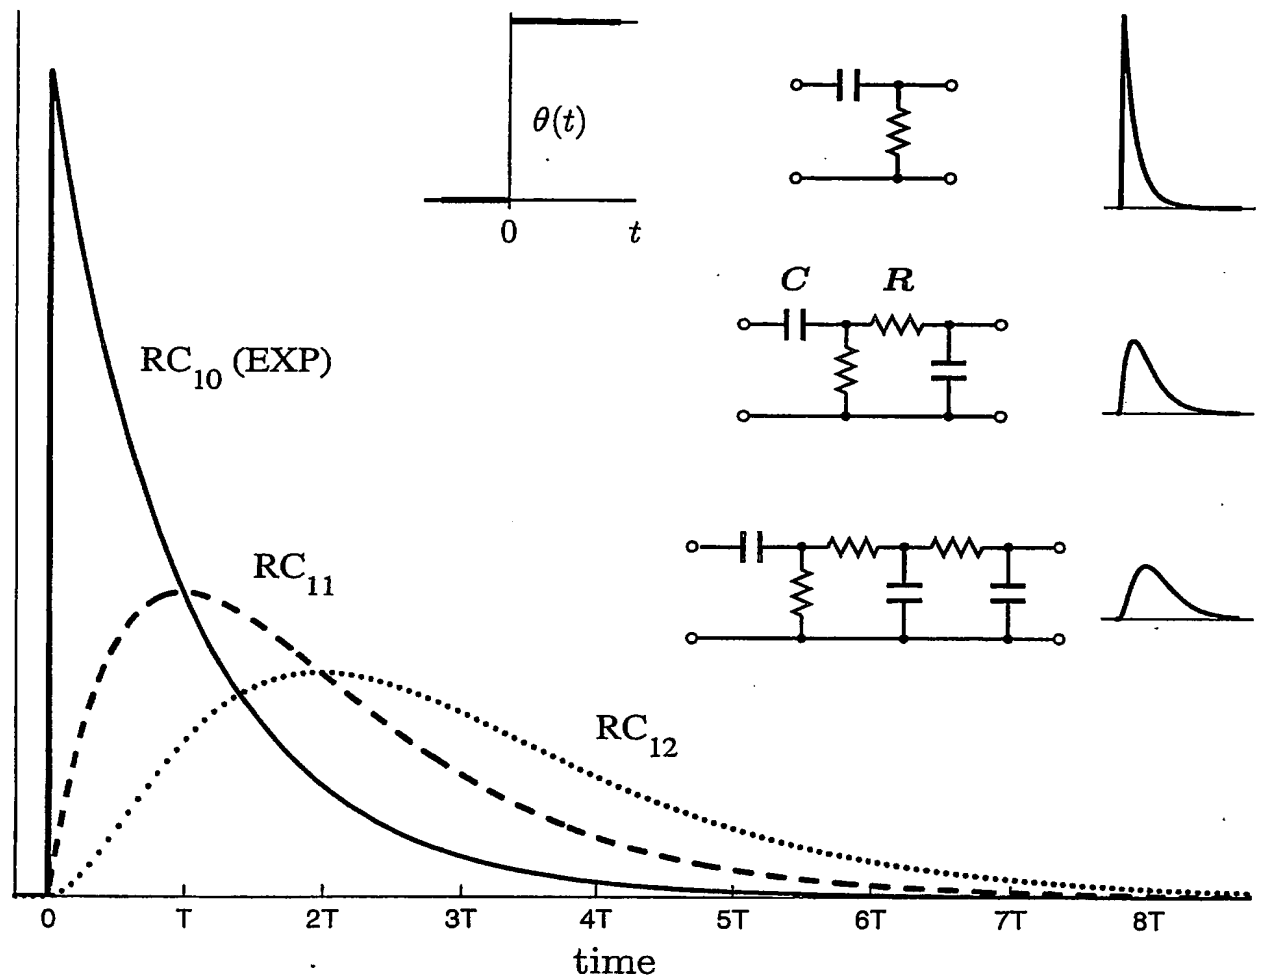 θ(t)
0 t
C R
RC10 (EXP)
RC11
RC12
0 T 2T 3T 4T 5T 6T 7T 8T
time